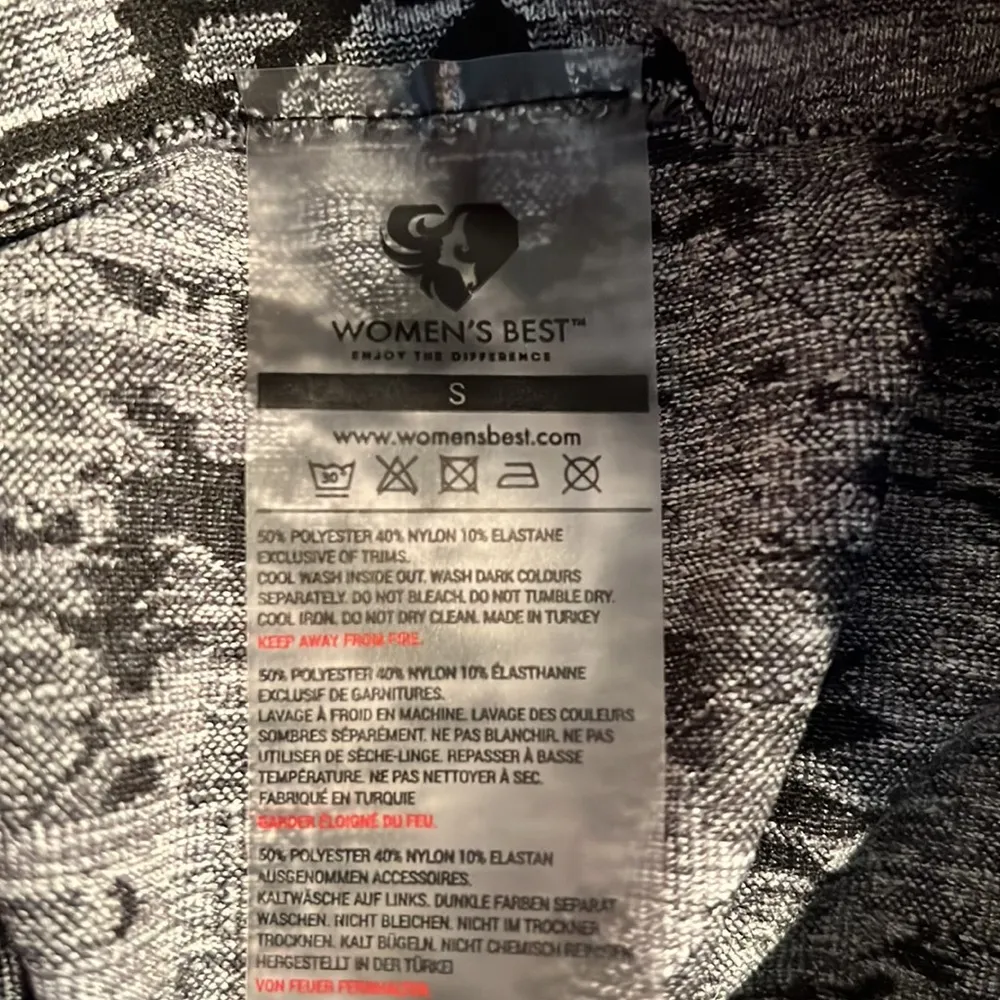 WOMEN'S BEST™
ENJOY THE DIFFERENCE
S
www.womensbest.com
30
50% POLYESTER 40% NYLON 10% ELASTANE
EXCLUSIVE OF TRIMS.
COOL WASH INSIDE OUT. WASH DARK COLOURS
SEPARATELY. DO NOT BLEACH. DO NOT TUMBLE DRY.
COOL IRON. DO NOT DRY CLEAN. MADE IN TURKEY
KEEP AWAY FROM FIRE.
50% POLYESTER 40% NYLON 10% ÉLASTHANNE
EXCLUSIF DE GARNITURES.
LAVAGE À FROID EN MACHINE. LAVAGE DES COULEURS
SOMBRES SÉPARÉMENT. NE PAS BLANCHIR. NE PAS
UTILISER DE SÈCHE-LINGE. REPASSER À BASSE
TEMPÉRATURE. NE PAS NETTOYER À SEC.
FABRIQUÉ EN TURQUIE
GARDER ÉLOIGNÉ DU FEU.
50% POLYESTER 40% NYLON 10% ELASTAN
AUSGENOMMEN ACCESSOIRES.
KALTWÄSCHE AUF LINKS. DUNKLE FARBEN SEPARAT
WASCHEN. NICHT BLEICHEN. NICHT IM TROCKNER
TROCKNEN. KALT BÜGELN. NICHT CHEMISCH REINIGEN.
HERGESTELLT IN DER TÜRKEI
VON FEUER FERNHALTEN.